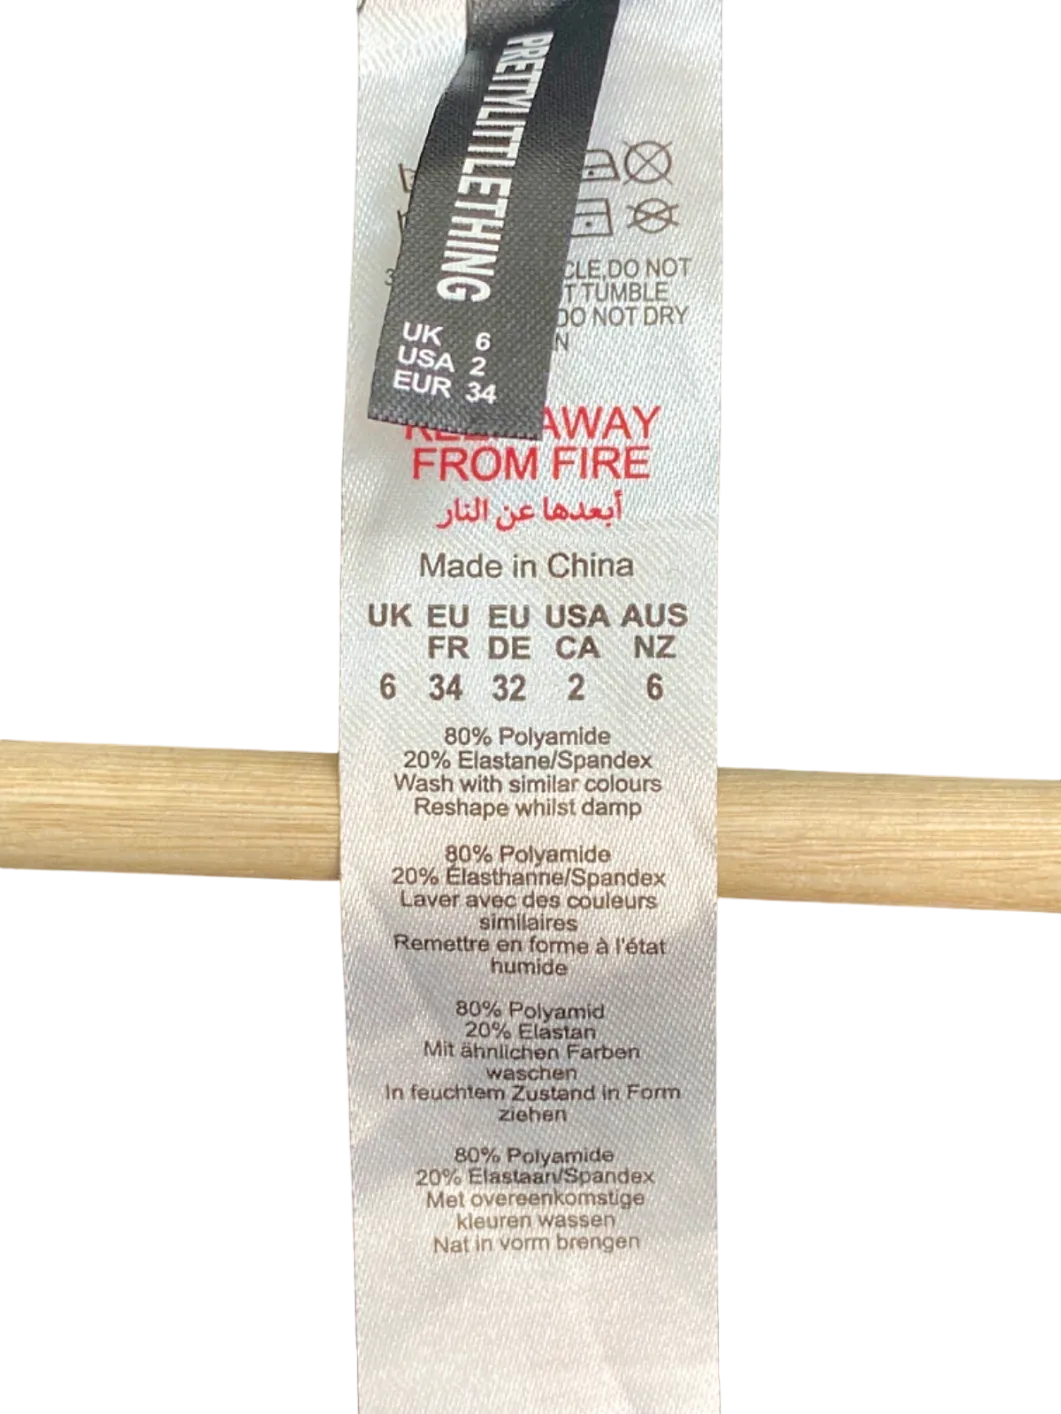 PRETTYLITTLETHING
UK 6
USA 2
EUR 34
DO NOT
TUMBLE
DO NOT DRY
AWAY
FROM FIRE
أبعدها عن النار
Made in China
UK EU EU USA AUS
FR DE CA NZ
6 34 32 2 6
80% Polyamide
20% Elastane/Spandex
Wash with similar colours
Reshape whilst damp
80% Polyamide
20% Élasthanne/Spandex
Laver avec des couleurs
similaires
Remettre en forme à l'état
humide
80% Polyamid
20% Elastan
Mit ähnlichen Farben
waschen
In feuchtem Zustand in Form
ziehen
80% Polyamide
20% Elastaan/Spandex
Met overeenkomstige
kleuren wassen
Nat in vorm brengen